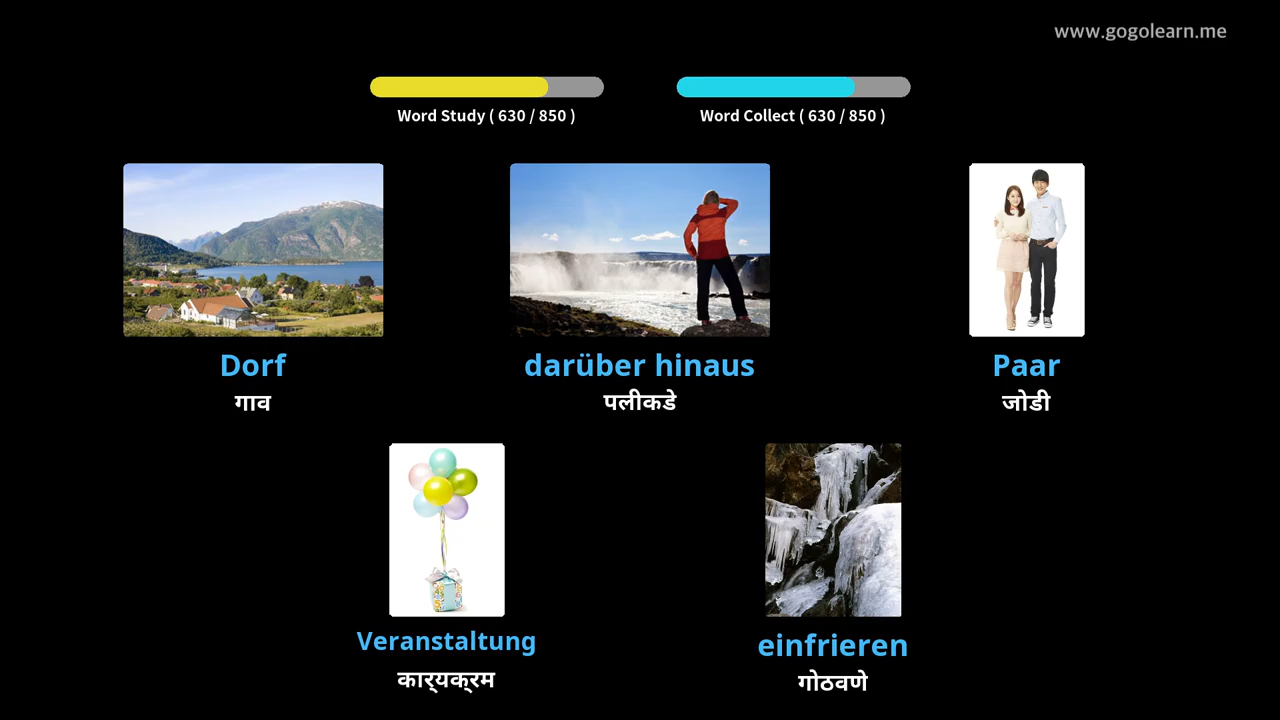 www.gogolearn.me
Word Study ( 630 / 850 )
Word Collect ( 630 / 850 )
Dorf
गाव
darüber hinaus
पलीकडे
Paar
जोडी
Veranstaltung
कार्‍यक्‍रम
einfrieren
गोठवणे